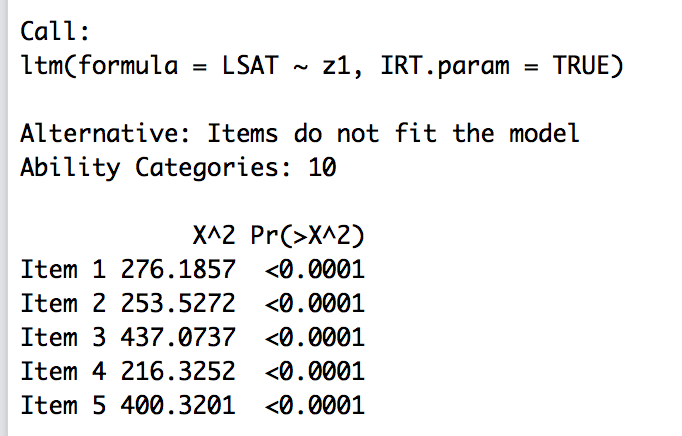 Call:
ltm(formula = LSAT ~ z1, IRT.param = TRUE)
Alternative: Items do not fit the model
Ability Categories: 10
X^2 Pr(>X^2)
Item 1 276.1857 <0.0001
Item 2 253.5272 <0.0001
Item 3 437.0737 <0.0001
Item 4 216.3252 <0.0001
Item 5 400.3201 <0.0001